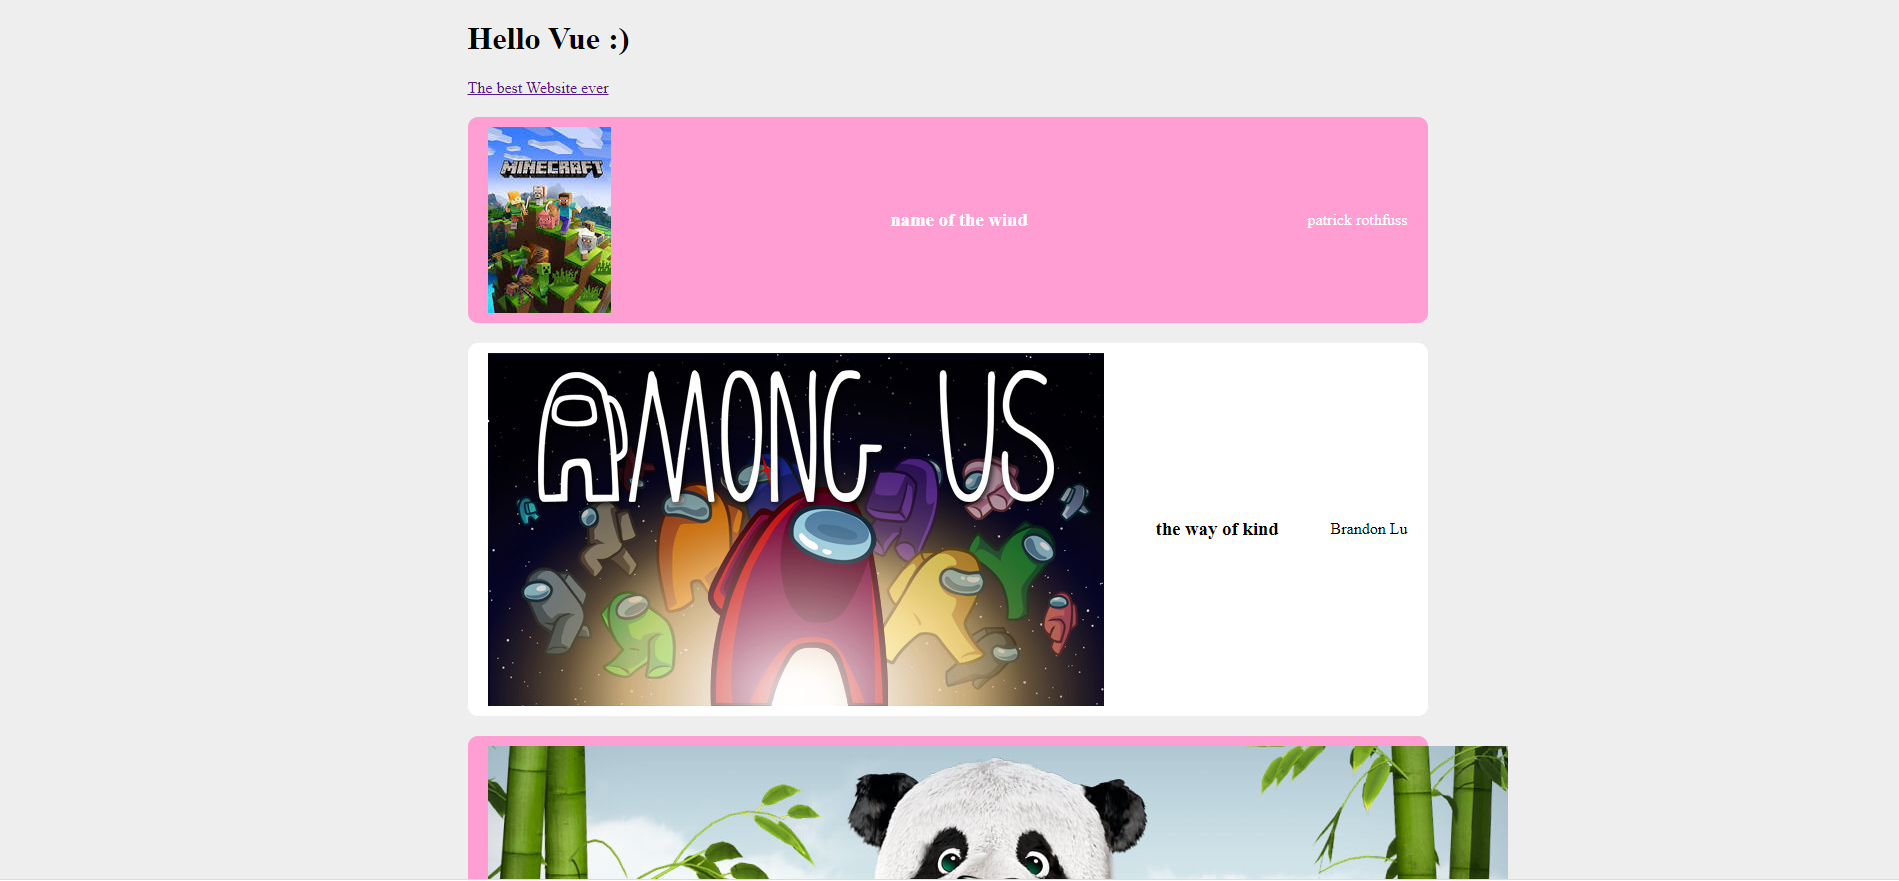 Hello Vue :)
The best Website ever
MINECRAFT
name of the wind
patrick rothfuss
AMONG US
the way of kind
Brandon Lu